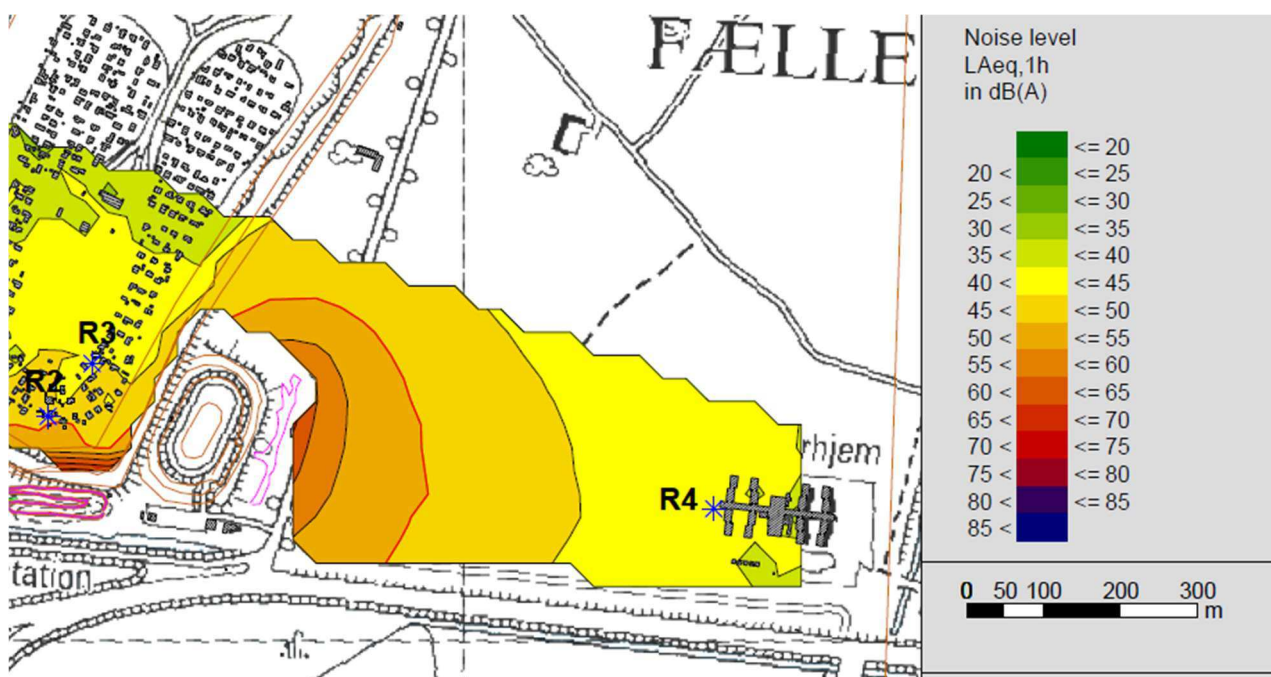 FÆLLE
R3
R2
R4
rhjem
tation
Noise level
LAeq,1h
in dB(A)
<= 20
20 < <= 25
25 < <= 30
30 < <= 35
35 < <= 40
40 < <= 45
45 < <= 50
50 < <= 55
55 < <= 60
60 < <= 65
65 < <= 70
70 < <= 75
75 < <= 80
80 < <= 85
85 <
0 50 100 200 300
m